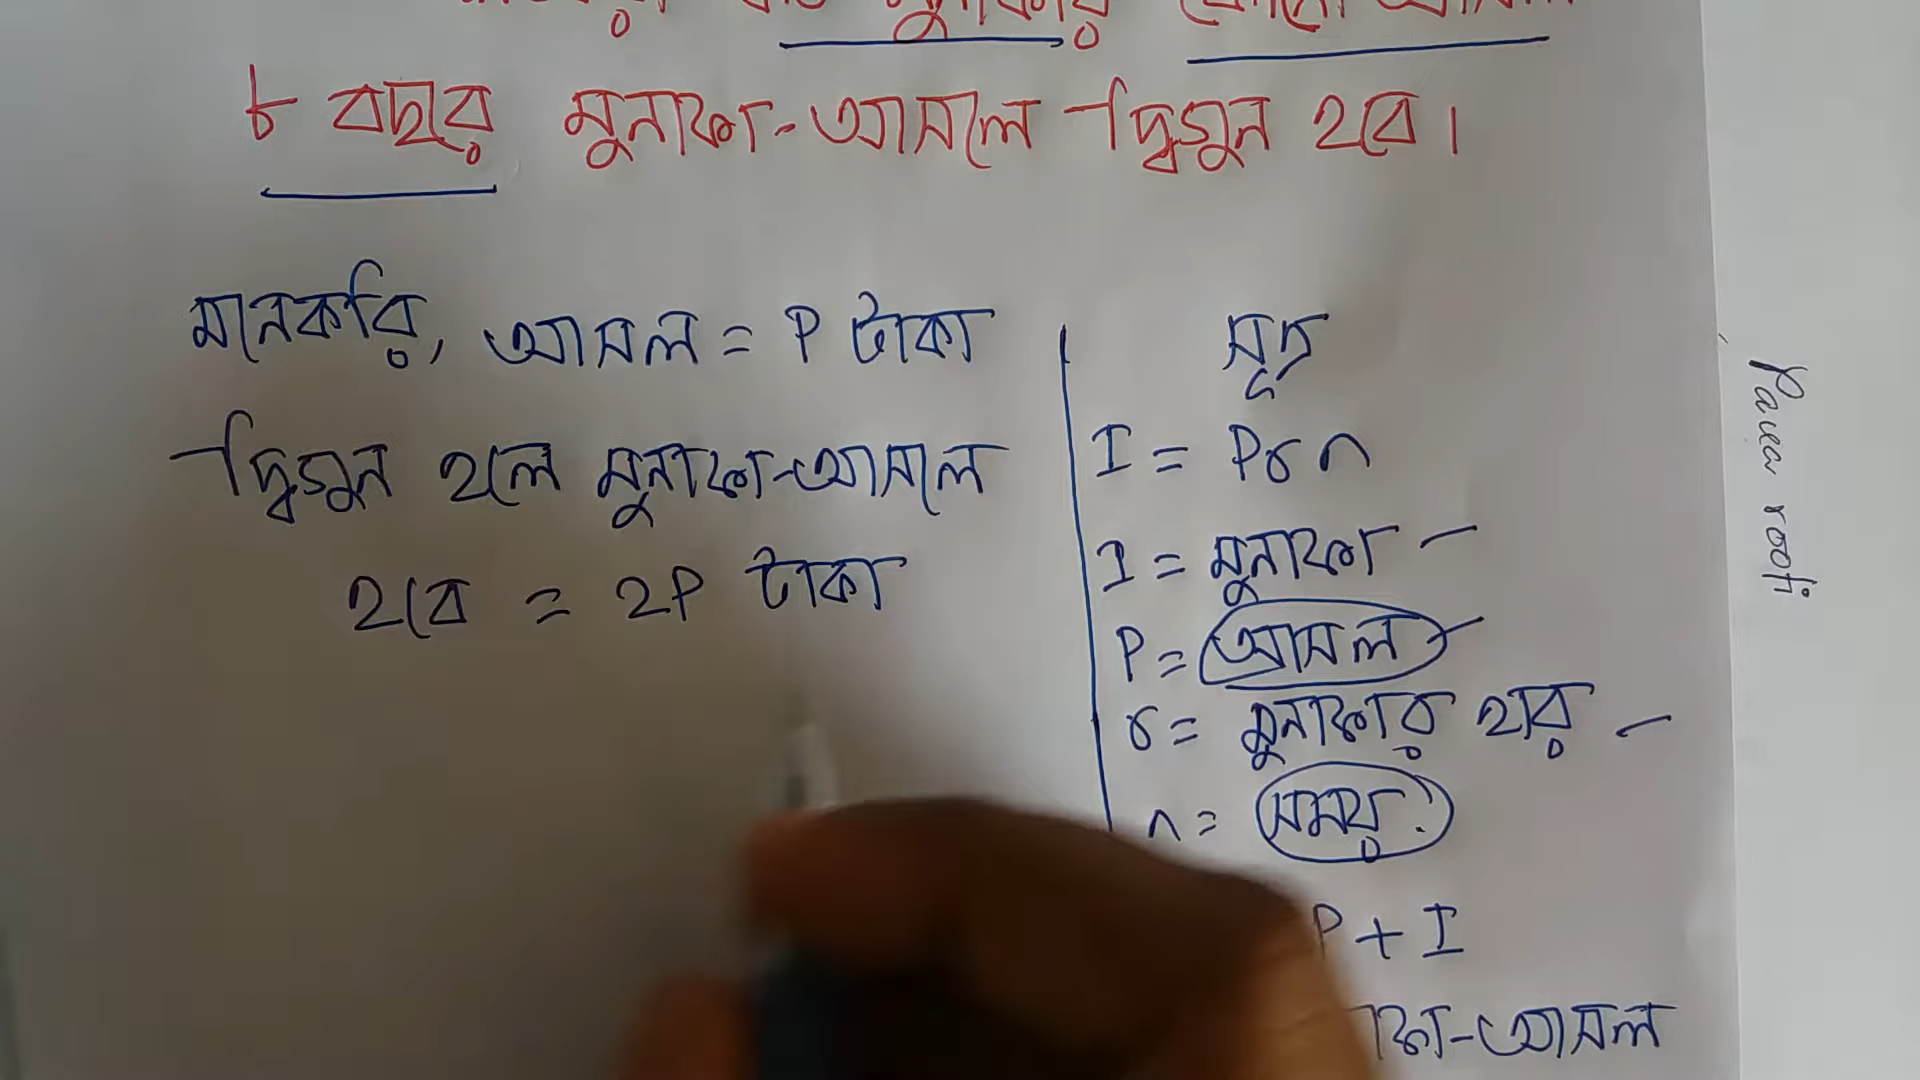 ৮ বছরে মুনাফা-আসলে দ্বিগুন হবে।
মনেকরি, আসল = P টাকা
দ্বিগুন হলে মুনাফা-আসলে
হবে = 2P টাকা
সূত্র
I = Prn
I = মুনাফা –
P = আসল –
r = মুনাফার হার –
n = সময়
P + I
ফা-আসল